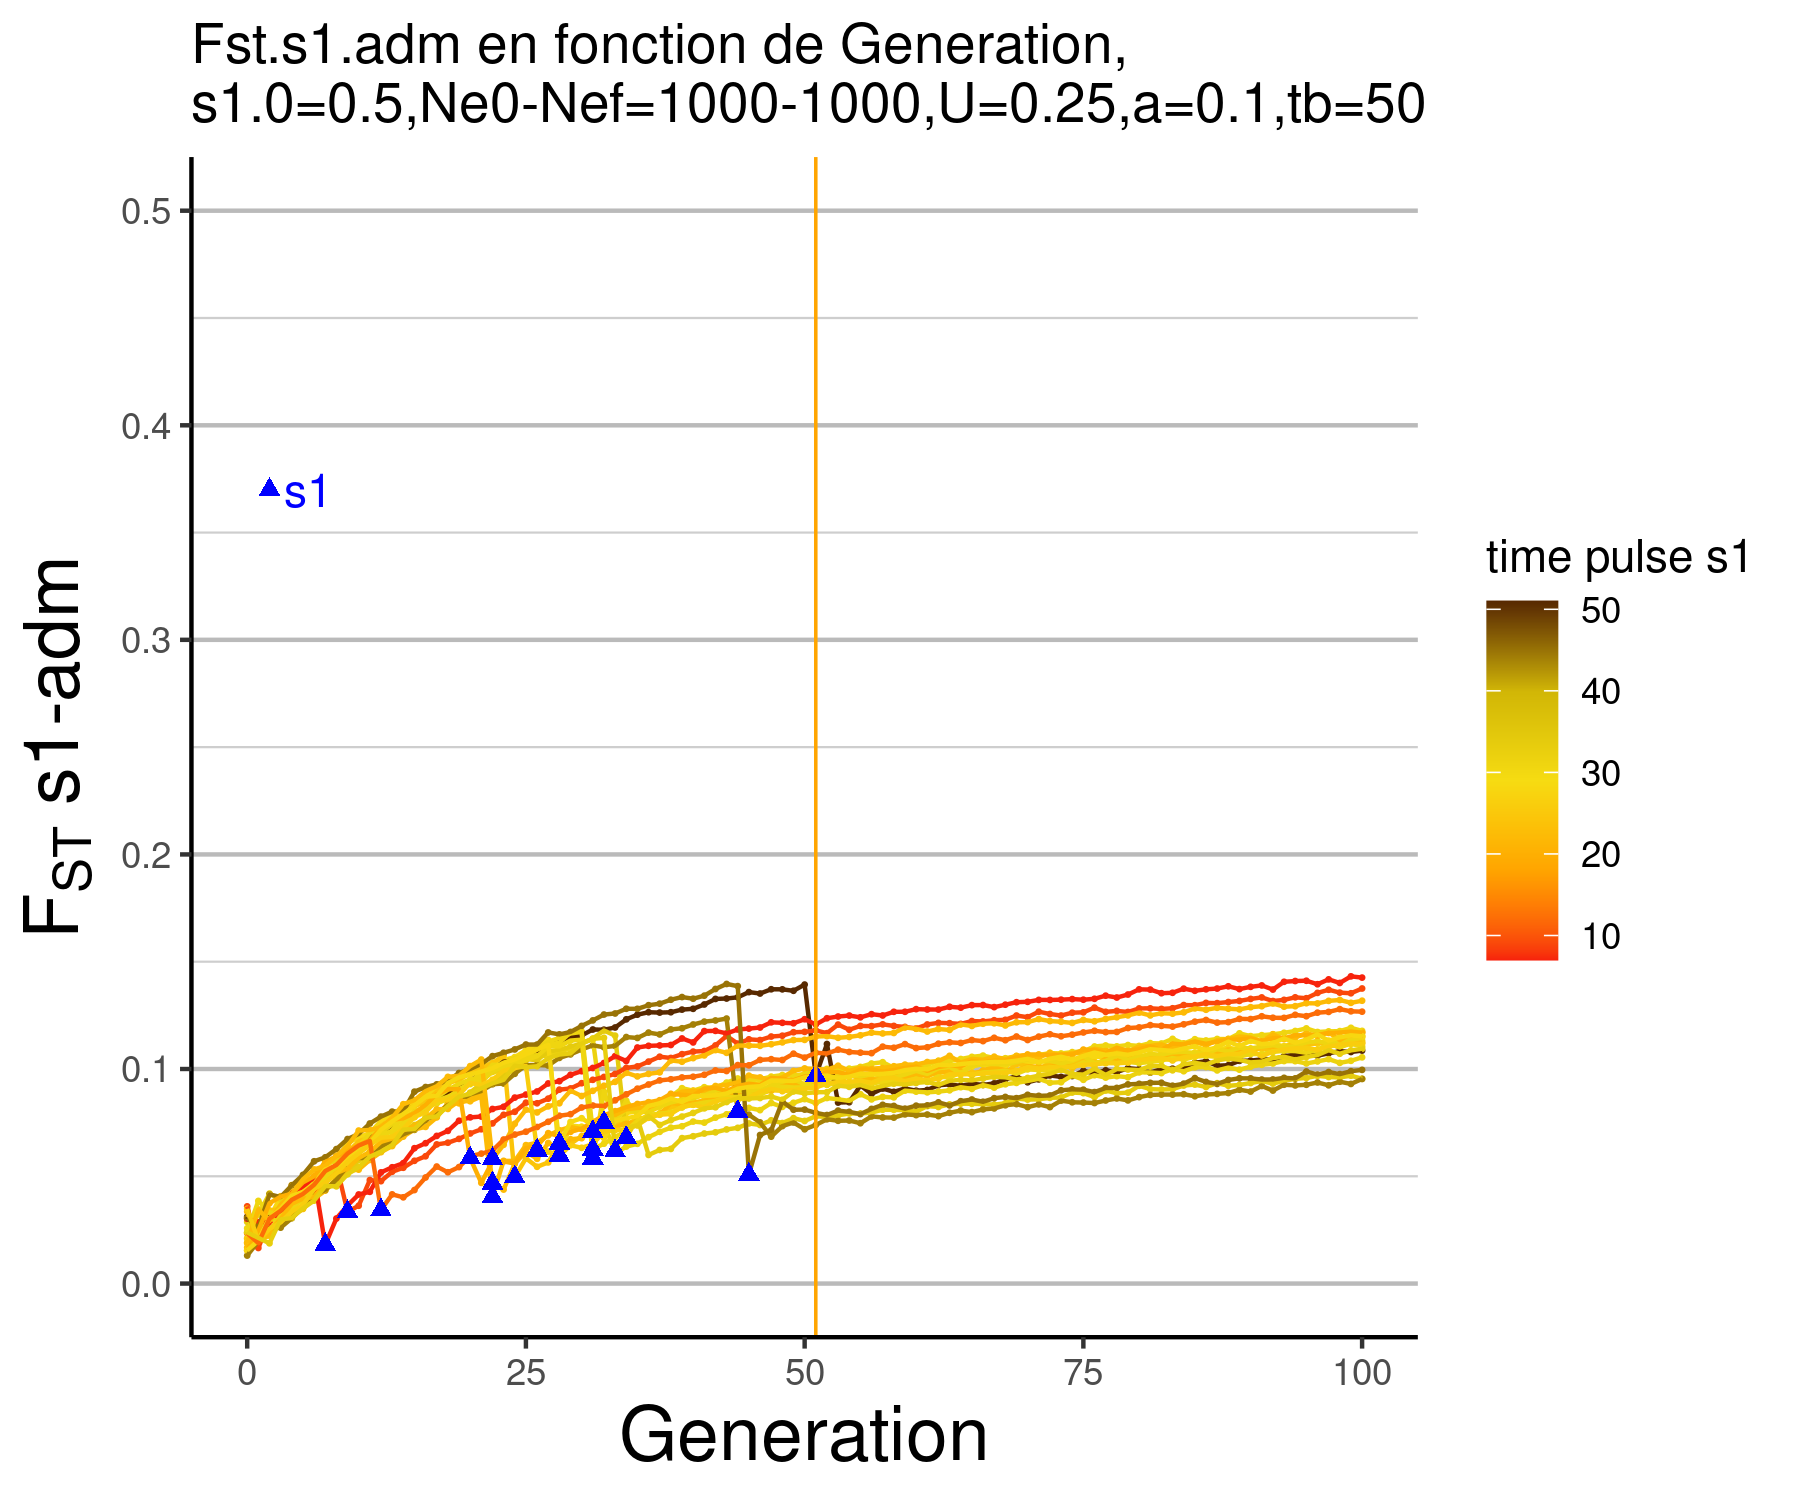 Fst.s1.adm en fonction de Generation,
s1.0=0.5,Ne0-Nef=1000-1000,U=0.25,a=0.1,tb=50
0.5
0.4
0.3
0.2
0.1
0.0
F_ST s1-adm
s1
0 25 50 75 100
Generation
time pulse s1
50
40
30
20
10